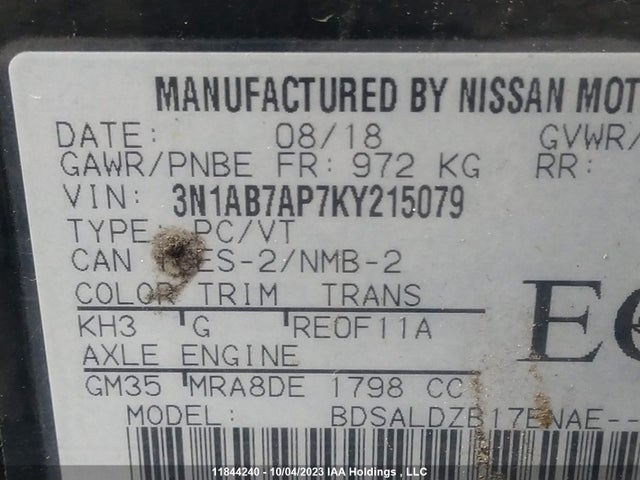 MANUFACTURED BY NISSAN MOT
DATE: 08/18 GVWR/
GAWR/PNBE FR: 972 KG RR:
VIN: 3N1AB7AP7KY215079
TYPE: PC/VT
CAN ES-2/NMB-2
COLOR TRIM TRANS
KH3 G RE0F11A
AXLE ENGINE
GM35 MRA8DE 1798 CC
MODEL: BDSALDZB17ENAE--
11844240 - 10/04/2023 IAA Holdings , LLC